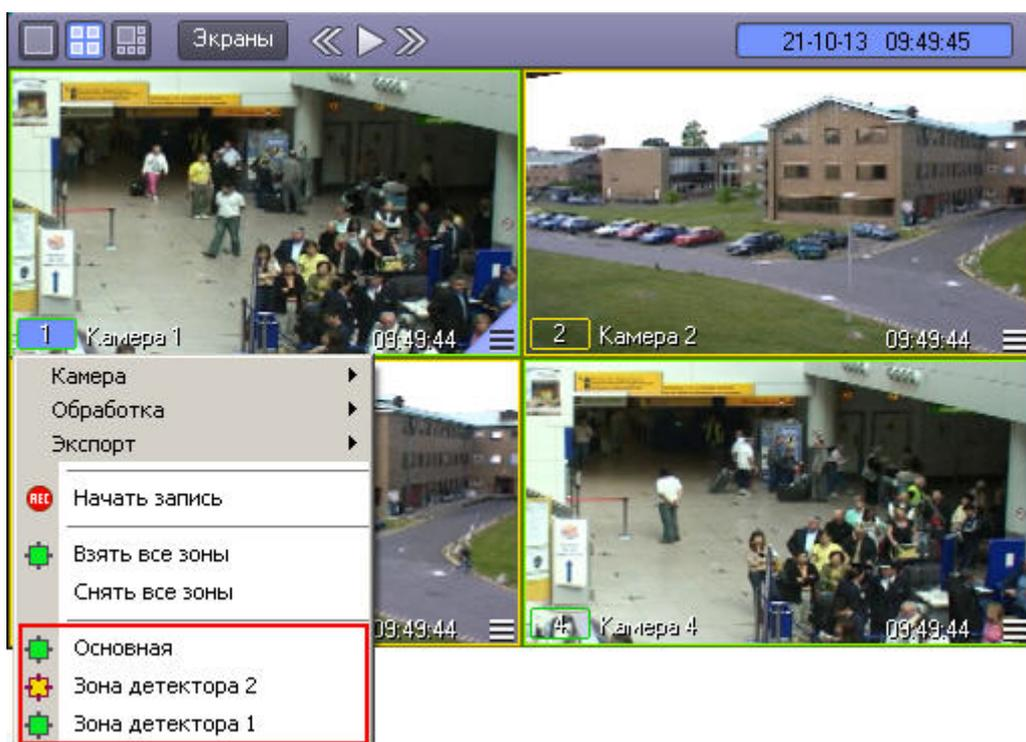 Экраны
21-10-13 09:49:45
1 Камера 1 09:49:44
2 Камера 2 09:49:44
Камера
Обработка
Экспорт
REC Начать запись
Взять все зоны
Снять все зоны
09:49:44
4 Камера 4 09:49:44
Основная
Зона детектора 2
Зона детектора 1